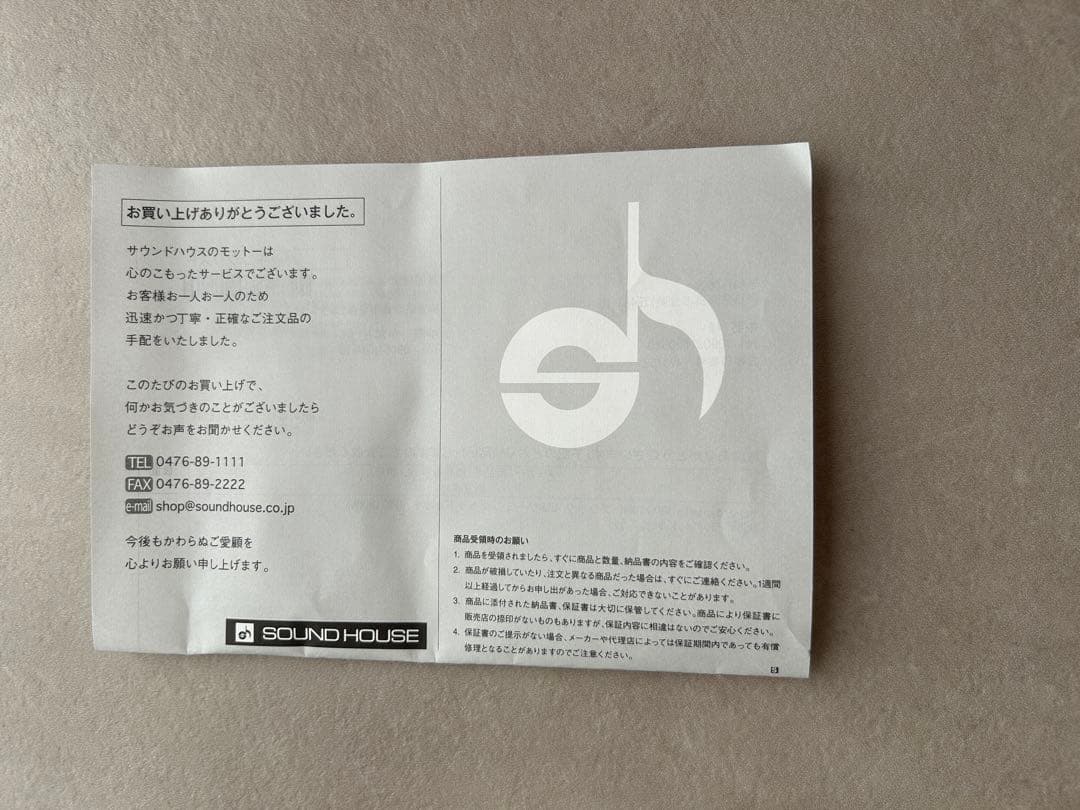 お買い上げありがとうございました。
サウンドハウスのモットーは
心のこもったサービスでございます。
お客様お一人お一人のため
迅速かつ丁寧・正確なご注文品の
手配をいたしました。
このたびのお買い上げで、
何かお気づきのことがございましたら
どうぞお声をお聞かせください。
TEL 0476-89-1111
FAX 0476-89-2222
e-mail shop@soundhouse.co.jp
今後もかわらぬご愛顧を
心よりお願い申し上げます。
SOUND HOUSE
商品受領時のお願い
1. 商品を受領されましたら、すぐに商品と数量、納品書の内容をご確認ください。
2. 商品が破損していたり、注文と異なる商品だった場合は、すぐにご連絡ください。1週間
以上経過してからお申し出があった場合、ご対応できないことがあります。
3. 商品に添付された納品書、保証書は大切に保管してください。商品により保証書に
販売店の捺印がないものもありますが、保証内容に相違はないのでご安心ください。
4. 保証書のご提示がない場合、メーカーや代理店によっては保証期間内であっても有償
修理となることがありますのでご注意ください。
S